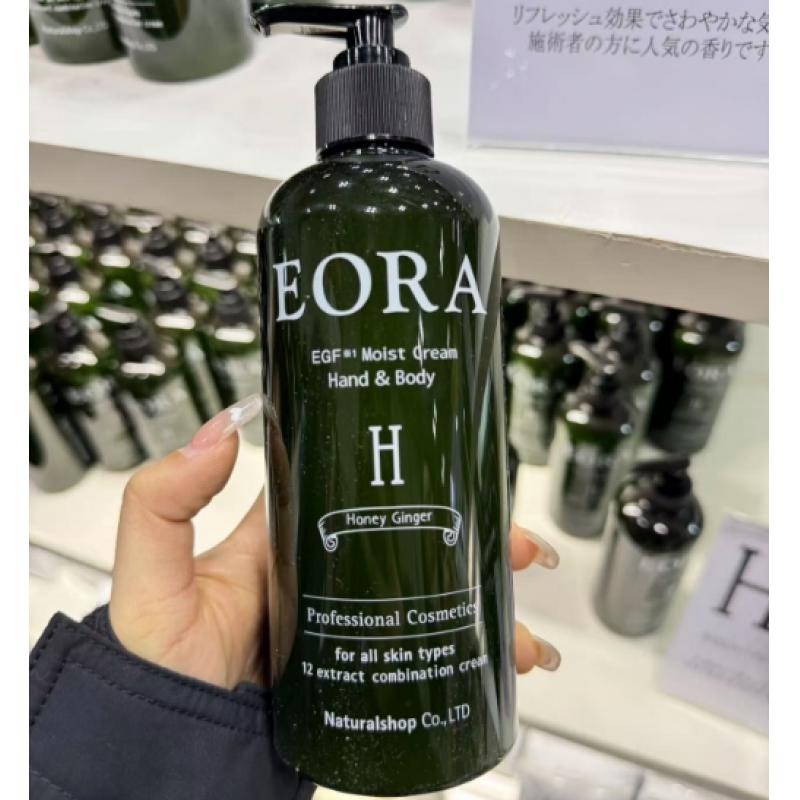 リフレッシュ効果でさわやかな
施術者の方に人気の香りです
EORA
EGF※1 Moist Cream
Hand & Body
H
Honey Ginger
Professional Cosmetics
for all skin types
12 extract combination cream
Naturalshop Co., LTD
H